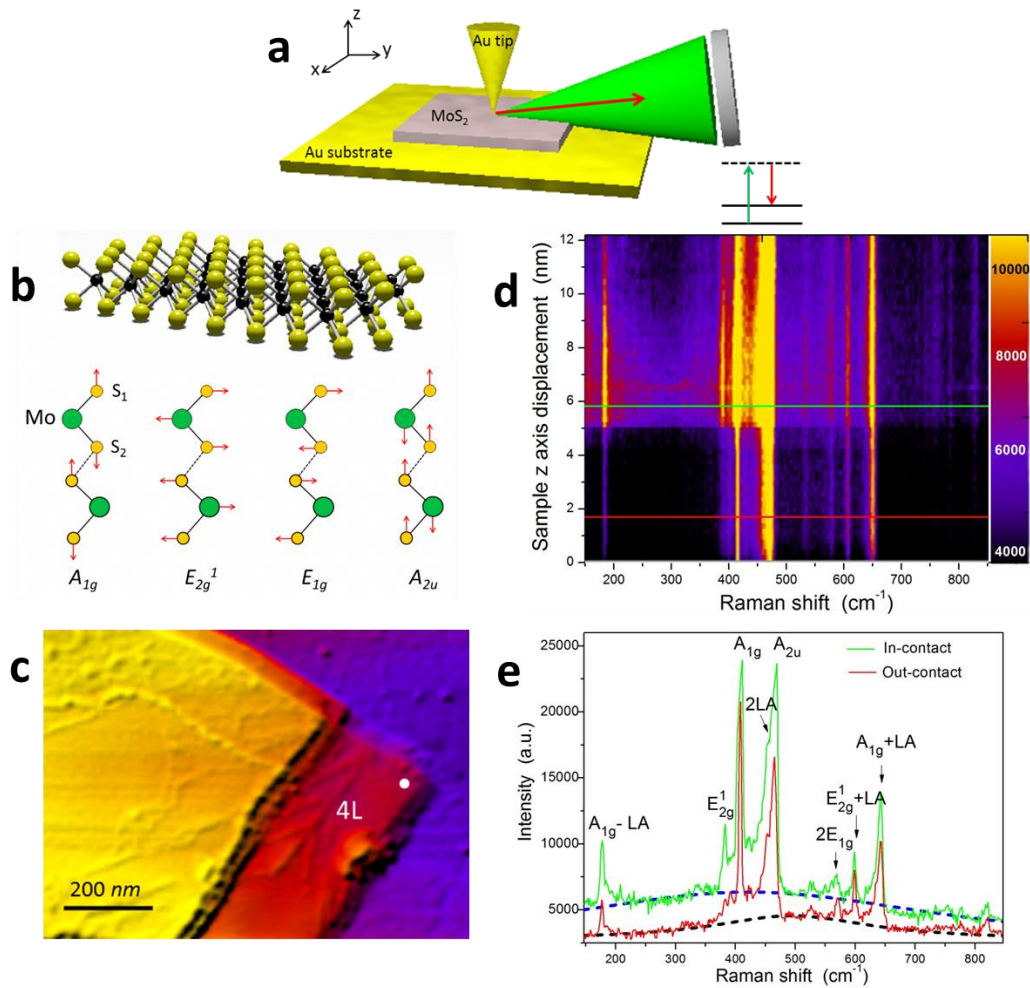 a
z
y
x
Au tip
MoS₂
Au substrate
b
S₁
Mo
S₂
A₁g
E₂g¹
E₁g
A₂u
c
4L
200 nm
d
Sample z axis displacement (nm)
12
10
8
6
4
2
0
200 300 400 500 600 700 800
Raman shift (cm⁻¹)
10000
8000
6000
4000
e
Intensity (a.u.)
25000
20000
15000
10000
5000
A₁g - LA
E₂g¹
A₁g
2LA
A₂u
2E₁g
E₂g¹+LA
A₁g+LA
In-contact
Out-contact
200 300 400 500 600 700 800
Raman shift (cm⁻¹)